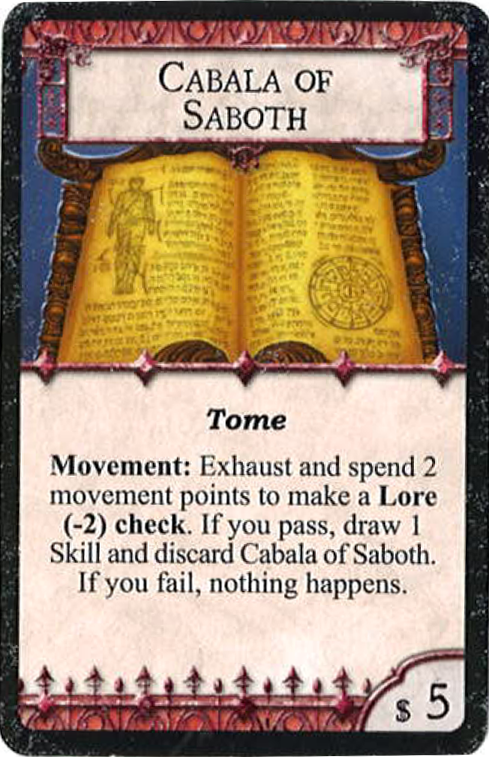 CABALA OF
SABOTH
Tome
Movement: Exhaust and spend 2
movement points to make a Lore
(-2) check. If you pass, draw 1
Skill and discard Cabala of Saboth.
If you fail, nothing happens.
$ 5